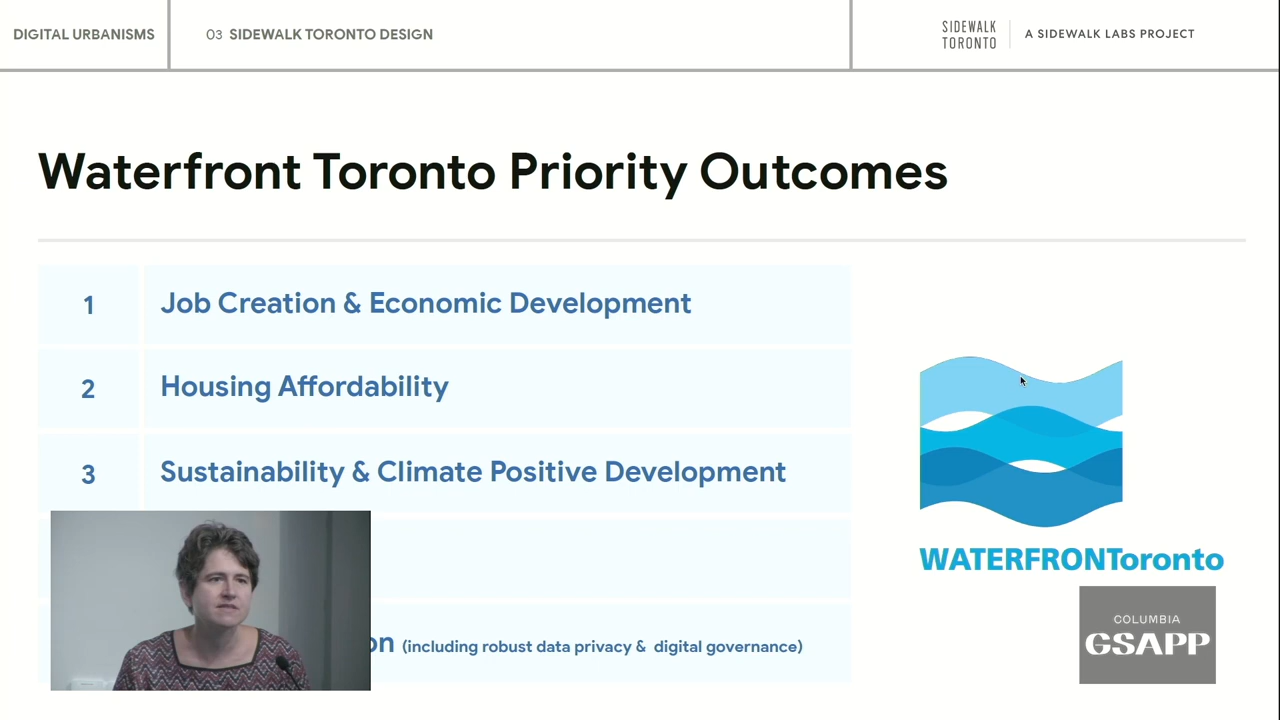 DIGITAL URBANISMS
03 SIDEWALK TORONTO DESIGN
SIDEWALK
TORONTO
A SIDEWALK LABS PROJECT
Waterfront Toronto Priority Outcomes
1 Job Creation & Economic Development
2 Housing Affordability
3 Sustainability & Climate Positive Development
(including robust data privacy & digital governance)
WATERFRONToronto
COLUMBIA
GSAPP